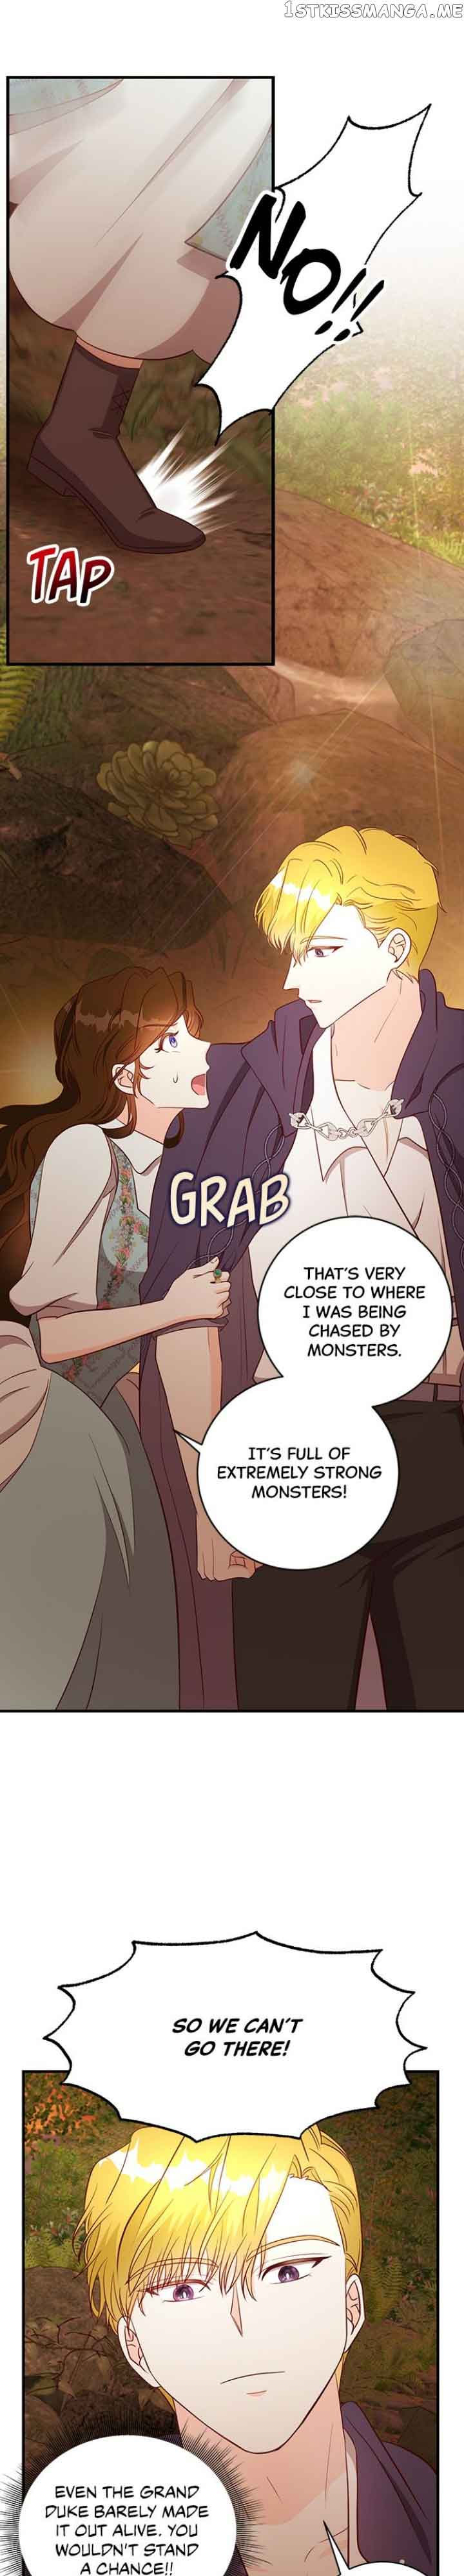 1STKISSMANGA.ME
NO!!
TAP
GRAB
THAT'S VERY
CLOSE TO WHERE
I WAS BEING
CHASED BY
MONSTERS.
IT'S FULL OF
EXTREMELY STRONG
MONSTERS!
SO WE CAN'T
GO THERE!
EVEN THE GRAND
DUKE BARELY MADE
IT OUT ALIVE. YOU
WOULDN'T STAND
A CHANCE!!